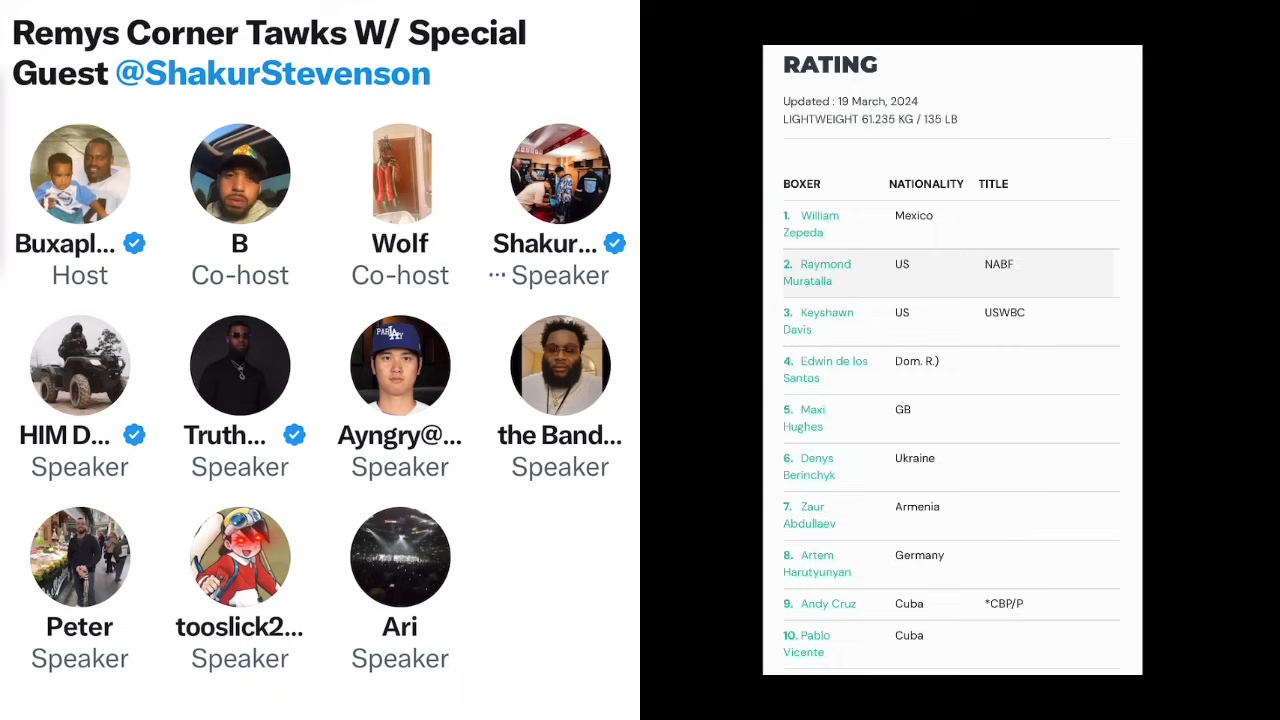 Remys Corner Tawks W/ Special
Guest @ShakurStevenson
Buxapl...
B
Wolf
Shakur...
Host
Co-host
Co-host
Speaker
HIM D...
Truth...
Ayngry@...
the Band...
Speaker
Speaker
Speaker
Speaker
Peter
tooslick2...
Ari
Speaker
Speaker
Speaker
RATING
Updated : 19 March, 2024
LIGHTWEIGHT 61.235 KG / 135 LB
BOXER NATIONALITY TITLE
1. William Mexico
Zepeda
2. Raymond US NABF
Muratalla
3. Keyshawn US USWBC
Davis
4. Edwin de los Dom. R.)
Santos
5. Maxi GB
Hughes
6. Denys Ukraine
Berinchyk
7. Zaur Armenia
Abdullaev
8. Artem Germany
Harutyunyan
9. Andy Cruz Cuba *CBP/P
10. Pablo Cuba
Vicente